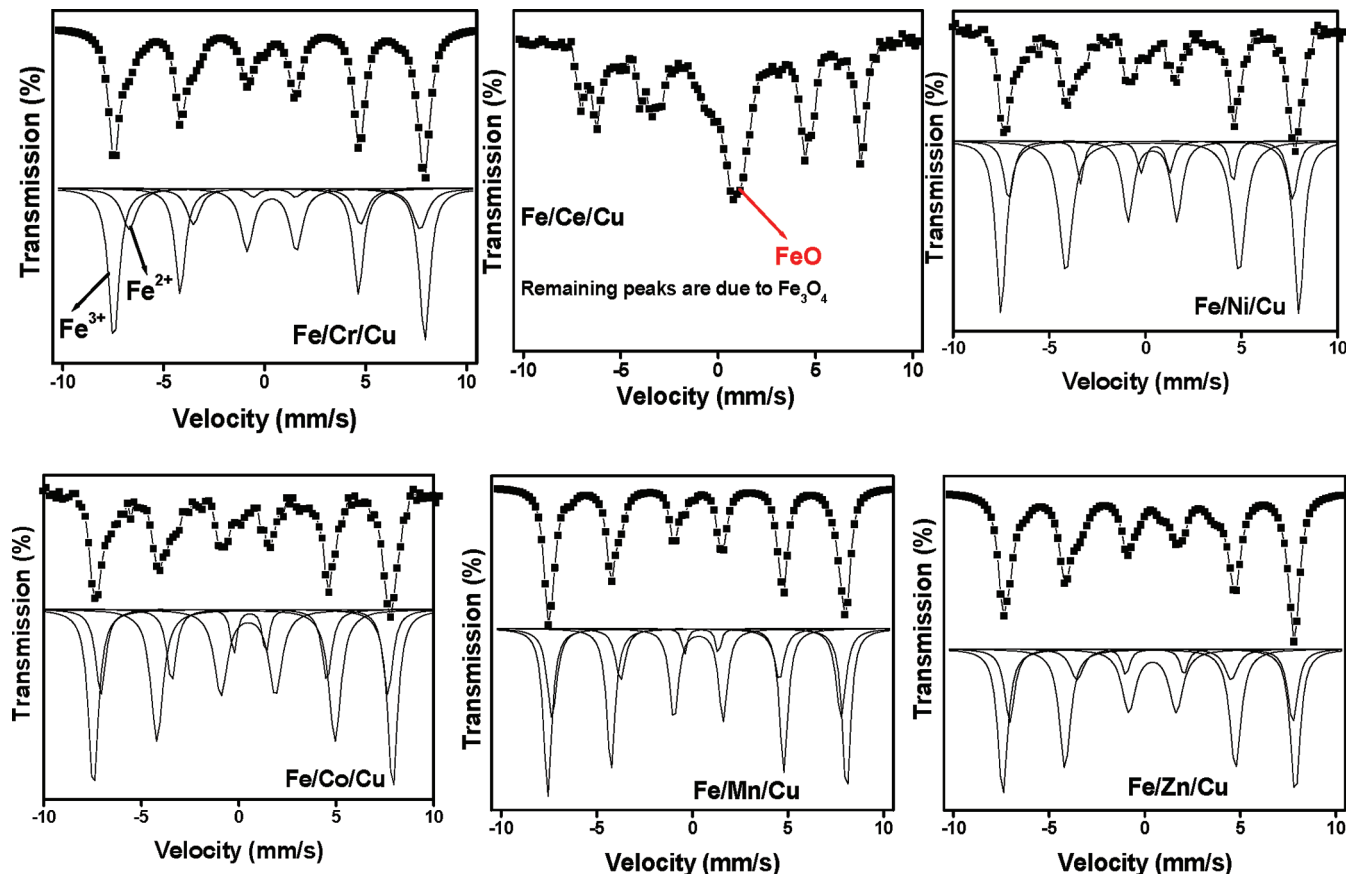 Transmission (%)
Fe³⁺
Fe²⁺
Fe/Cr/Cu
-10 -5 0 5 10
Velocity (mm/s)
Transmission (%)
Fe/Ce/Cu
FeO
Remaining peaks are due to Fe₃O₄
-10 -5 0 5 10
Velocity (mm/s)
Transmission (%)
Fe/Ni/Cu
-10 -5 0 5 10
Velocity (mm/s)
Transmission (%)
Fe/Co/Cu
-10 -5 0 5 10
Velocity (mm/s)
Transmission (%)
Fe/Mn/Cu
-10 -5 0 5 10
Velocity (mm/s)
Transmission (%)
Fe/Zn/Cu
-10 -5 0 5 10
Velocity (mm/s)